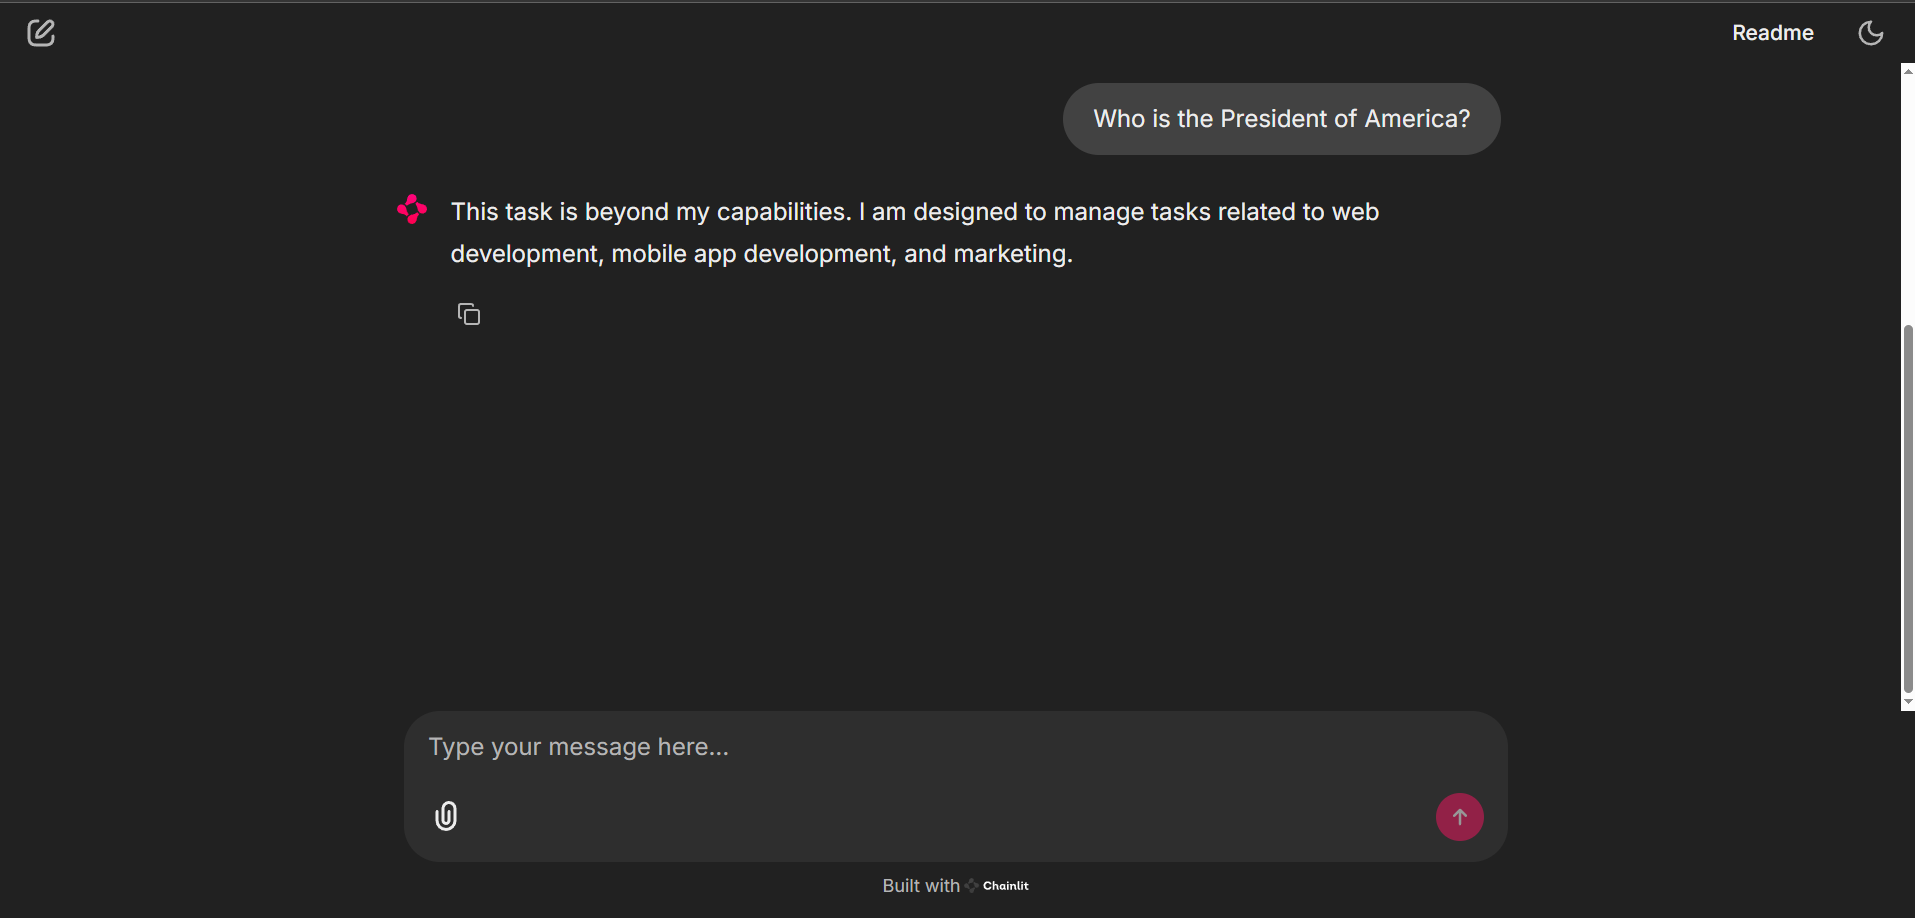 Readme
Who is the President of America?
This task is beyond my capabilities. I am designed to manage tasks related to web
development, mobile app development, and marketing.
Type your message here...
Built with Chainlit